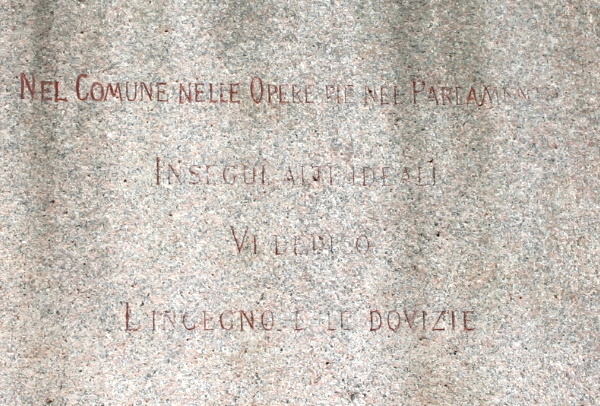 Nel Comune nelle Opere pie nel Parlamento
Inseguì alti ideali
Vi dedicò
L'ingegno e le dovizie